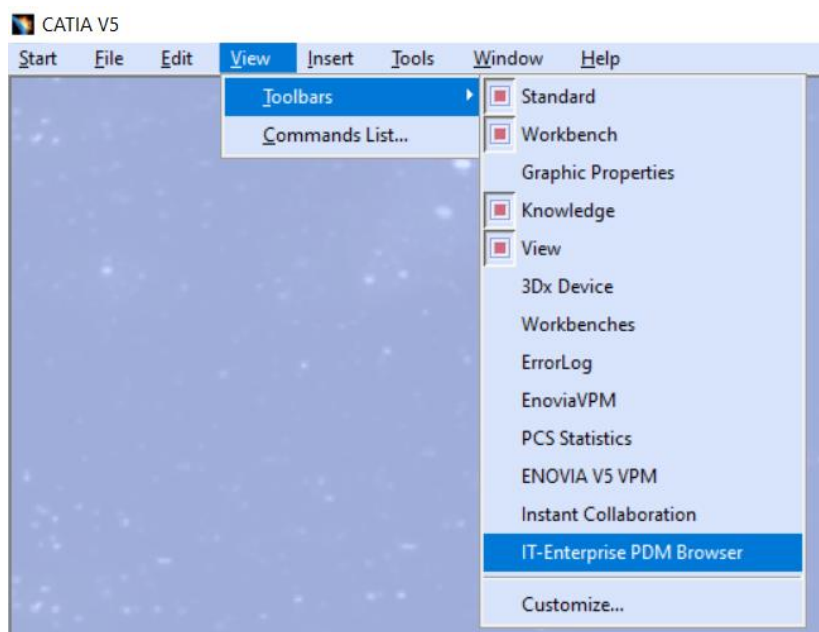 CATIA V5
Start File Edit View Insert Tools Window Help
Toolbars
Commands List...
Standard
Workbench
Graphic Properties
Knowledge
View
3Dx Device
Workbenches
ErrorLog
EnoviaVPM
PCS Statistics
ENOVIA V5 VPM
Instant Collaboration
IT-Enterprise PDM Browser
Customize...